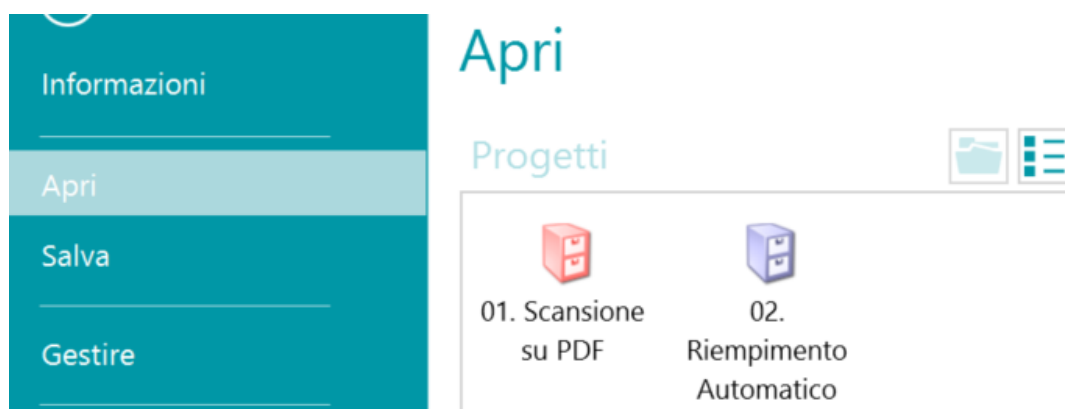 Informazioni
Apri
Salva
Gestire
Apri
Progetti
01. Scansione
su PDF
02.
Riempimento
Automatico